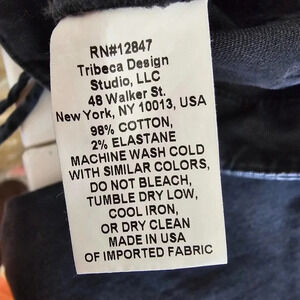 RN#12847
Tribeca Design
Studio, LLC
48 Walker St.
New York, NY, 10013, USA
98% COTTON,
2% ELASTANE
MACHINE WASH COLD
WITH SIMILAR COLORS,
DO NOT BLEACH,
TUMBLE DRY LOW,
COOL IRON,
OR DRY CLEAN
MADE IN USA
OF IMPORTED FABRIC